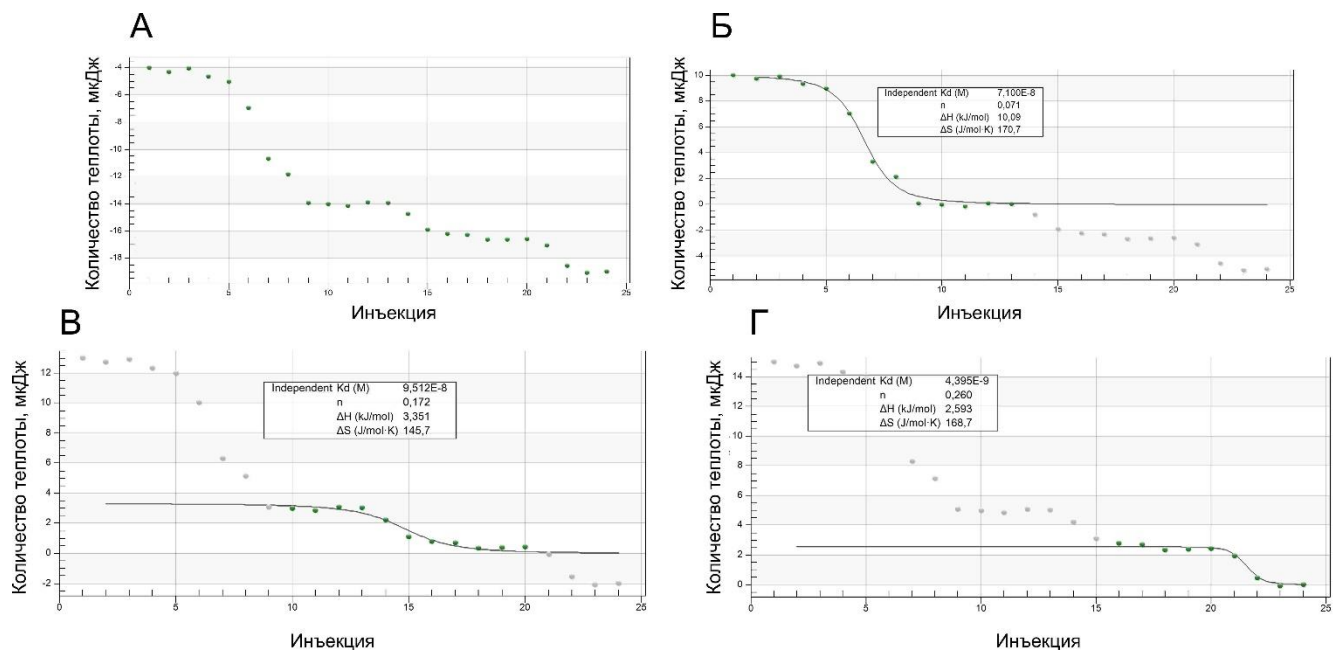 А
Количество теплоты, мкДж
-4
-6
-8
-10
-12
-14
-16
-18
0 5 10 15 20 25
Инъекция
Б
Количество теплоты, мкДж
10
8
6
4
2
0
-2
-4
Independent Kd (M) 7,100E-8
n 0,071
ΔH (kJ/mol) 10,09
ΔS (J/mol·K) 170,7
0 5 10 15 20 25
Инъекция
В
Количество теплоты, мкДж
12
10
8
6
4
2
0
-2
Independent Kd (M) 9,512E-8
n 0,172
ΔH (kJ/mol) 3,351
ΔS (J/mol·K) 145,7
0 5 10 15 20 25
Инъекция
Г
Количество теплоты, мкДж
14
12
10
8
6
4
2
0
Independent Kd (M) 4,395E-9
n 0,260
ΔH (kJ/mol) 2,593
ΔS (J/mol·K) 168,7
0 5 10 15 20 25
Инъекция